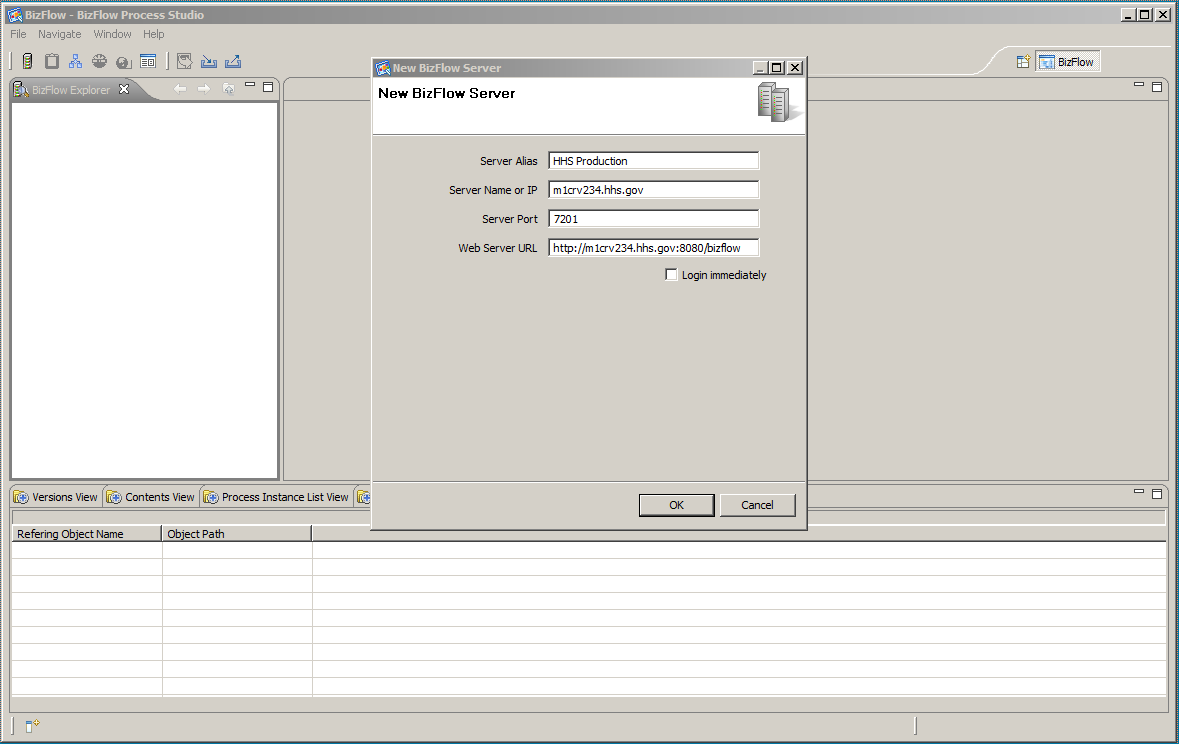 BizFlow - BizFlow Process Studio
File Navigate Window Help
BizFlow
BizFlow Explorer
New BizFlow Server
New BizFlow Server
Server Alias HHS Production
Server Name or IP m1crv234.hhs.gov
Server Port 7201
Web Server URL http://m1crv234.hhs.gov:8080/bizflow
Login immediately
OK Cancel
Versions View Contents View Process Instance List View
Refering Object Name Object Path